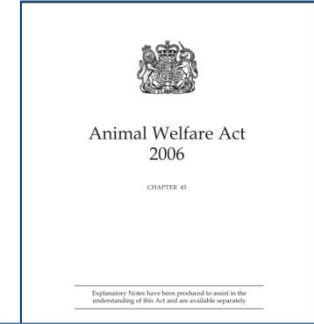 Animal Welfare Act
2006
CHAPTER 45
Explanatory Notes have been produced to assist in the
understanding of this Act and are available separately